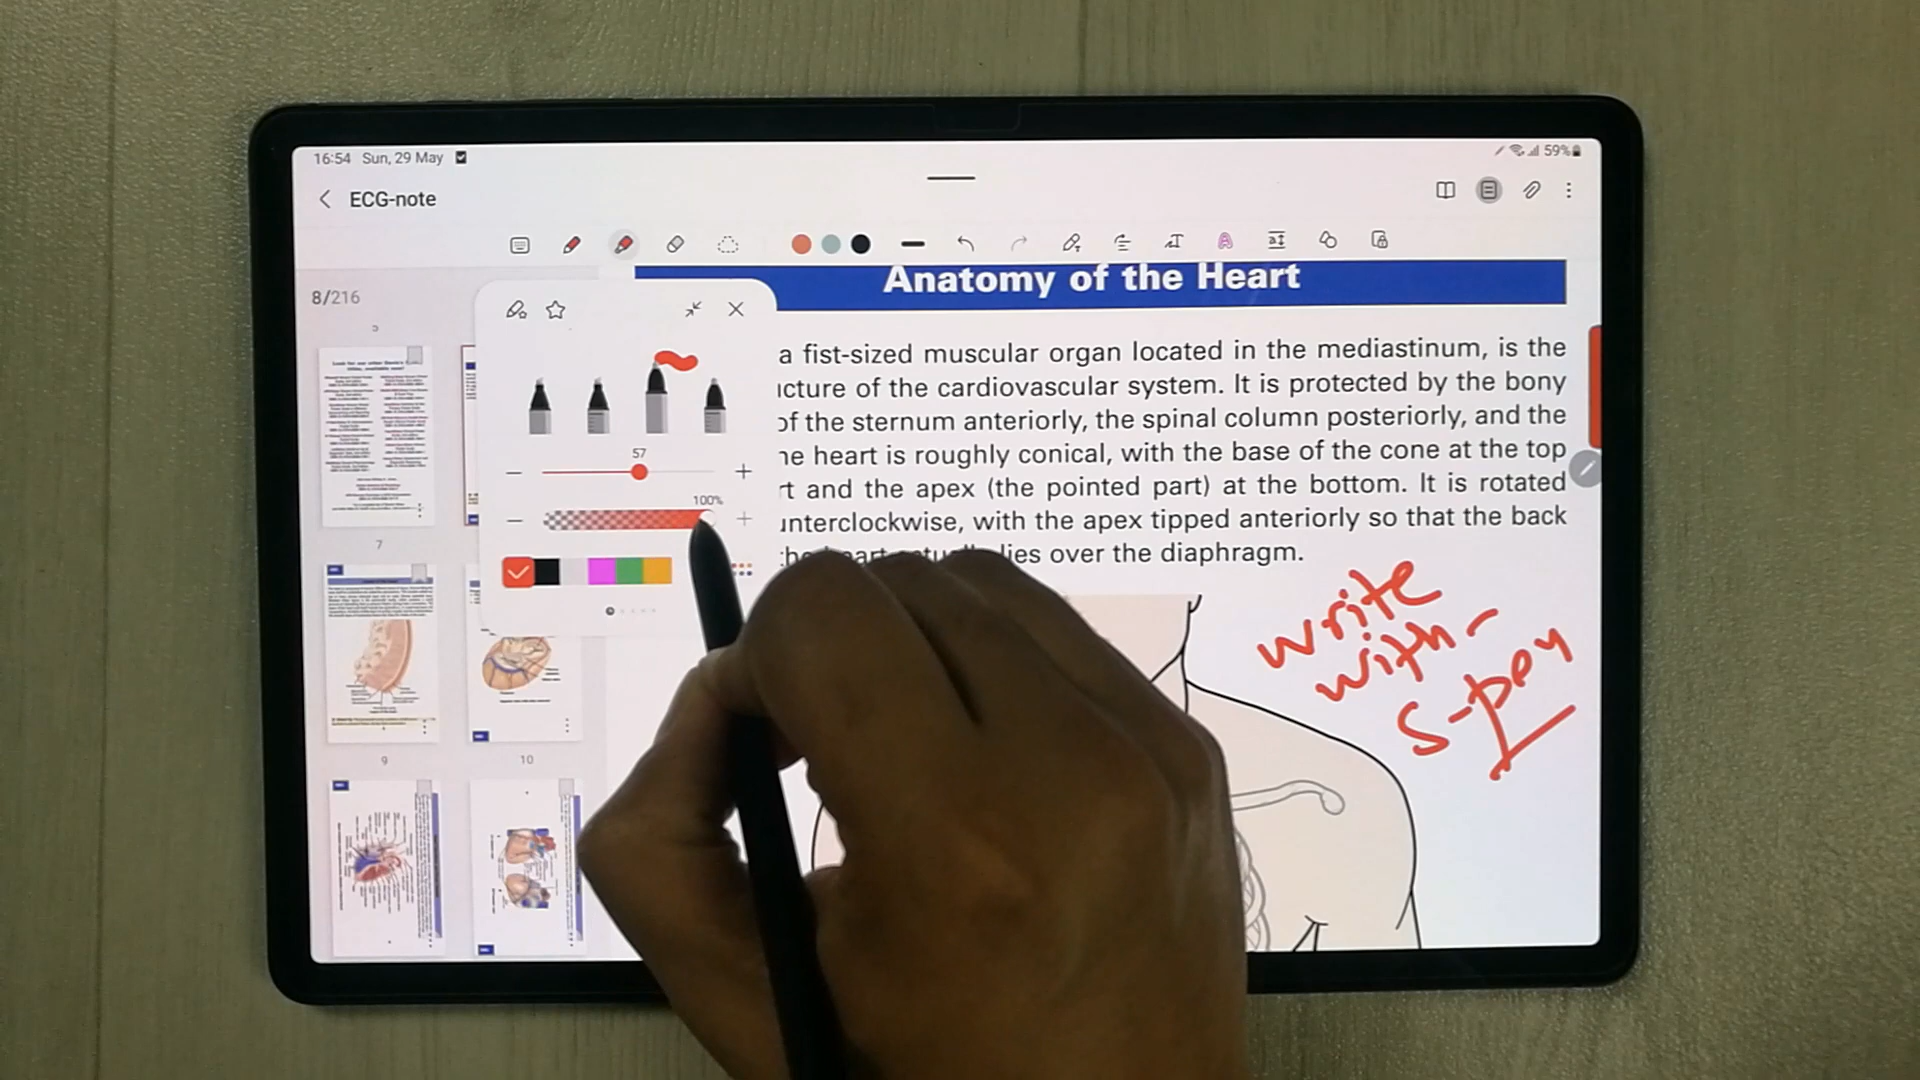 16:54 Sun, 29 May
59%
ECG-note
8/216
Anatomy of the Heart
57
100%
a fist-sized muscular organ located in the mediastinum, is the
cture of the cardiovascular system. It is protected by the bony
of the sternum anteriorly, the spinal column posteriorly, and the
he heart is roughly conical, with the base of the cone at the top
rt and the apex (the pointed part) at the bottom. It is rotated
unterclockwise, with the apex tipped anteriorly so that the back
lies over the diaphragm.
write
with-
S-pen
7
9
10